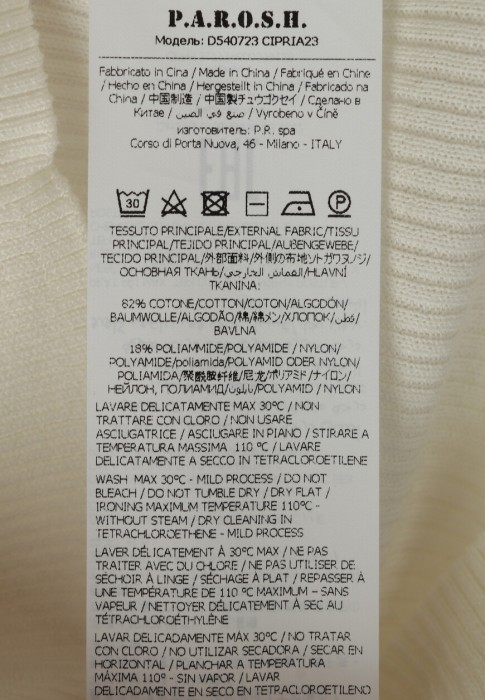 P.A.R.O.S.H.
Модель: D540723 CIPRIA23
Fabbricato in Cina / Made in China / Fabriqué en Chine
/ Hecho en China / Hergestellt in China / Fabricado na
China / 中国制造 / 中国製チュウゴクセイ / Сделано в
Китае / صنع في الصين / Vyrobeno v Číně
изготовитель: P.R. spa
Corso di Porta Nuova, 46 - Milano - ITALY
30
P
TESSUTO PRINCIPALE/EXTERNAL FABRIC/TISSU
PRINCIPAL/TEJIDO PRINCIPAL/AUßENGEWEBE/
TECIDO PRINCIPAL/外部面料/外側の布地ソトガワヌノジ/
ОСНОВНАЯ ТКАНЬ/القماش الخارجي/HLAVNÍ
TKANINA:
82% COTONE/COTTON/COTON/ALGODÓN/
BAUMWOLLE/ALGODÃO/棉/綿メン/ХЛОПОК/قطن/
BAVLNA
18% POLIAMMIDE/POLYAMIDE / NYLON/
POLYAMIDE/poliamida/POLYAMID ODER NYLON/
POLIAMIDA/聚酰胺纤维/尼龙/ポリアミド/ナイロン/
НЕЙЛОН, ПОЛИАМИД/نايلون/POLYAMID / NYLON
LAVARE DELICATAMENTE MAX 30°C / NON
TRATTARE CON CLORO / NON USARE
ASCIUGATRICE / ASCIUGARE IN PIANO / STIRARE A
TEMPERATURA MASSIMA 110 °C / LAVARE
DELICATAMENTE A SECCO IN TETRACLOROETILENE
WASH MAX 30°C - MILD PROCESS / DO NOT
BLEACH / DO NOT TUMBLE DRY / DRY FLAT /
IRONING MAXIMUM TEMPERATURE 110°C -
WITHOUT STEAM / DRY CLEANING IN
TETRACHLOROETHENE - MILD PROCESS
LAVER DÉLICATEMENT À 30°C MAX / NE PAS
TRAITER AVEC DU CHLORE / NE PAS UTILISER DE
SÉCHOIR À LINGE / SÉCHAGE À PLAT / REPASSER À
UNE TEMPÉRATURE DE 110 °C MAXIMUM - SANS
VAPEUR / NETTOYER DÉLICATEMENT À SEC AU
TÉTRACHLOROÉTHYLÈNE
LAVAR DELICADAMENTE MÁX 30°C / NO TRATAR
CON CLORO / NO UTILIZAR SECADORA / SECAR EN
HORIZONTAL / PLANCHAR A TEMPERATURA
MÁXIMA 110° - SIN VAPOR / LAVAR
DELICADAMENTE EN SECO EN TETRACLOROETILENO